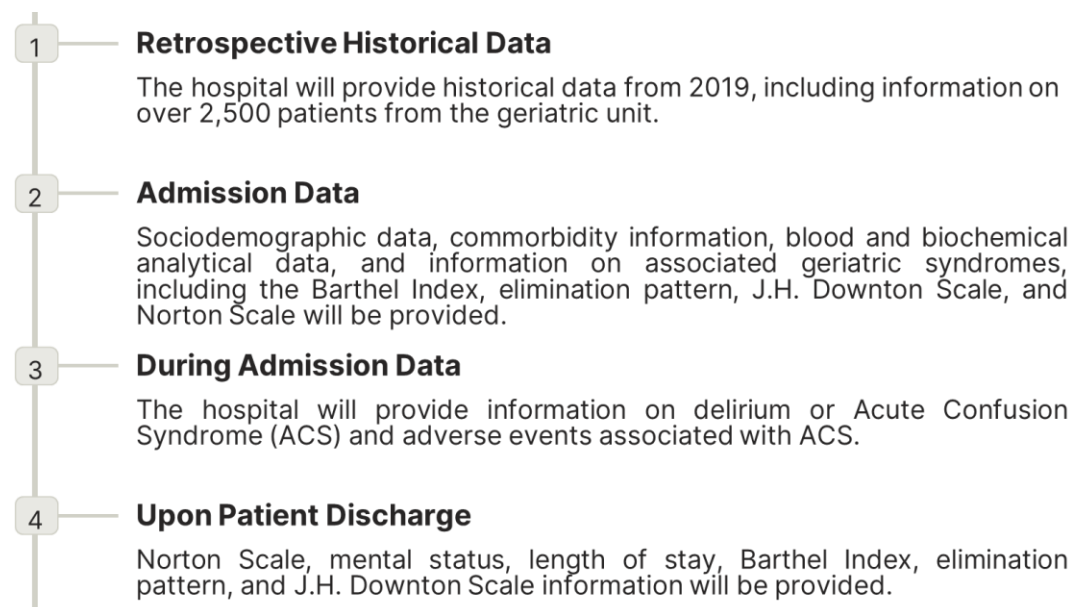 1
Retrospective Historical Data
The hospital will provide historical data from 2019, including information on
over 2,500 patients from the geriatric unit.
2
Admission Data
Sociodemographic data, commorbidity information, blood and biochemical
analytical data, and information on associated geriatric syndromes,
including the Barthel Index, elimination pattern, J.H. Downton Scale, and
Norton Scale will be provided.
3
During Admission Data
The hospital will provide information on delirium or Acute Confusion
Syndrome (ACS) and adverse events associated with ACS.
4
Upon Patient Discharge
Norton Scale, mental status, length of stay, Barthel Index, elimination
pattern, and J.H. Downton Scale information will be provided.